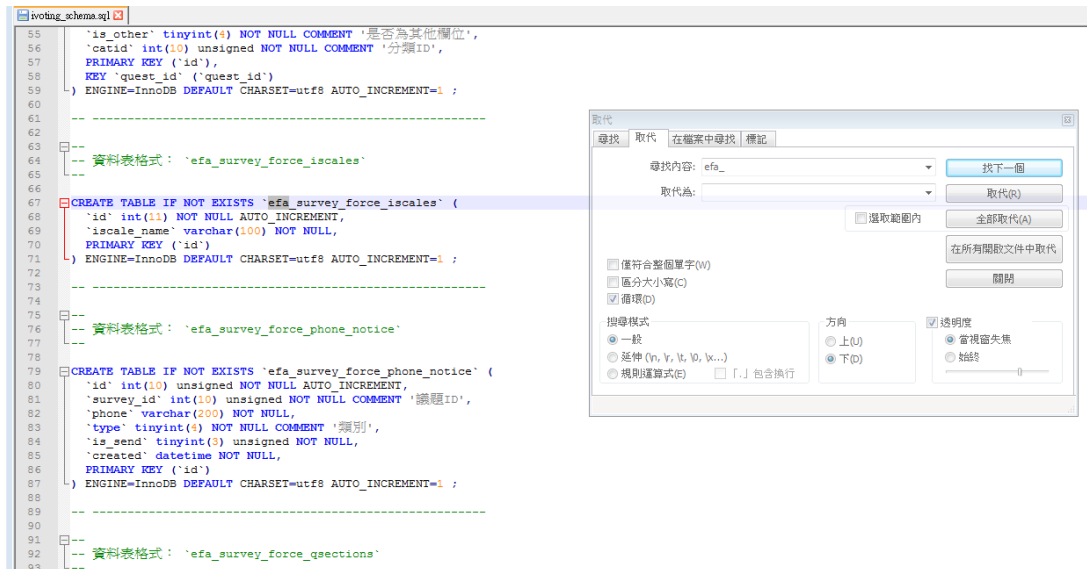 ivoting_schema.sql
55 `is_other` tinyint(4) NOT NULL COMMENT '是否為其他欄位',
56 `catid` int(10) unsigned NOT NULL COMMENT '分類ID',
57 PRIMARY KEY (`id`),
58 KEY `quest_id` (`quest_id`)
59 ) ENGINE=InnoDB DEFAULT CHARSET=utf8 AUTO_INCREMENT=1 ;
60
61 -- --------------------------------------------------------
62
63 --
64 -- 資料表格式： `efa_survey_force_iscales`
65 --
66
67 CREATE TABLE IF NOT EXISTS `efa_survey_force_iscales` (
68 `id` int(11) NOT NULL AUTO_INCREMENT,
69 `iscale_name` varchar(100) NOT NULL,
70 PRIMARY KEY (`id`)
71 ) ENGINE=InnoDB DEFAULT CHARSET=utf8 AUTO_INCREMENT=1 ;
72
73 -- --------------------------------------------------------
74
75 --
76 -- 資料表格式： `efa_survey_force_phone_notice`
77 --
78
79 CREATE TABLE IF NOT EXISTS `efa_survey_force_phone_notice` (
80 `id` int(10) unsigned NOT NULL AUTO_INCREMENT,
81 `survey_id` int(10) unsigned NOT NULL COMMENT '議題ID',
82 `phone` varchar(200) NOT NULL,
83 `type` tinyint(4) NOT NULL COMMENT '類別',
84 `is_send` tinyint(3) unsigned NOT NULL,
85 `created` datetime NOT NULL,
86 PRIMARY KEY (`id`)
87 ) ENGINE=InnoDB DEFAULT CHARSET=utf8 AUTO_INCREMENT=1 ;
88
89 -- --------------------------------------------------------
90
91 --
92 -- 資料表格式： `efa_survey_force_qsections`
93 --
取代
尋找 取代 在檔案中尋找 標記
尋找內容: efa_ 找下一個
取代為: 取代(R)
選取範圍內 全部取代(A)
在所有開啟文件中取代
僅符合整個單字(W)
區分大小寫(C) 關閉
循環(D)
搜尋模式 方向 透明度
一般 上(U) 當視窗失焦
延伸 (\n, \r, \t, \0, \x...) 下(D) 始終
規則運算式(E) 「.」包含換行